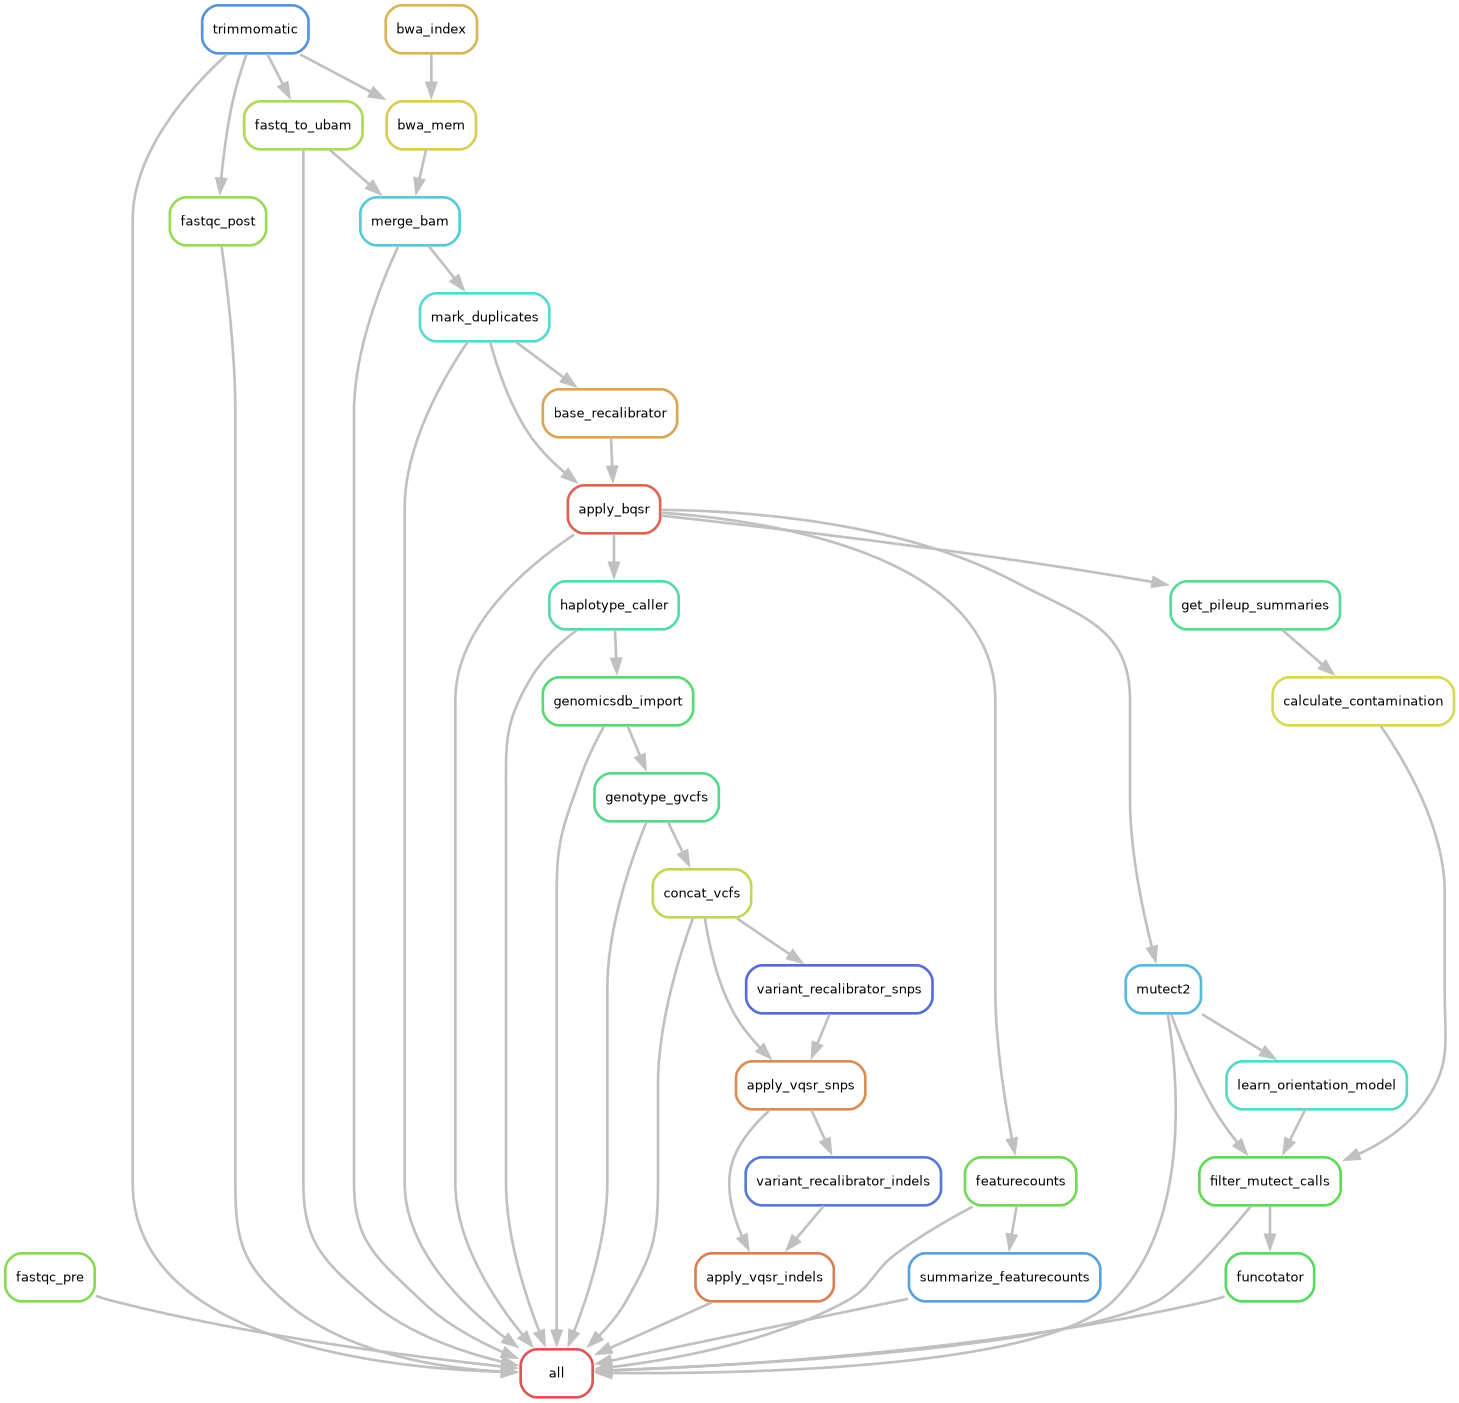 trimmomatic
bwa_index
fastq_to_ubam
bwa_mem
fastqc_post
merge_bam
mark_duplicates
base_recalibrator
apply_bqsr
haplotype_caller
get_pileup_summaries
genomicsdb_import
calculate_contamination
genotype_gvcfs
concat_vcfs
variant_recalibrator_snps
mutect2
apply_vqsr_snps
learn_orientation_model
variant_recalibrator_indels
featurecounts
filter_mutect_calls
fastqc_pre
apply_vqsr_indels
summarize_featurecounts
funcotator
all